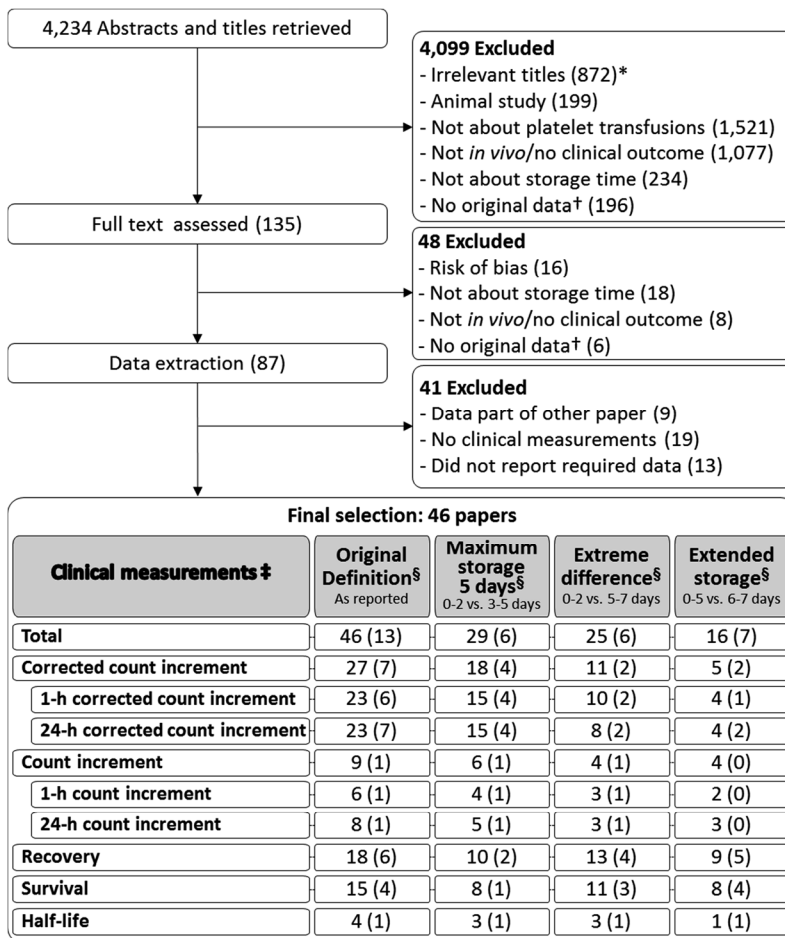 4,234 Abstracts and titles retrieved
4,099 Excluded
- Irrelevant titles (872)*
- Animal study (199)
- Not about platelet transfusions (1,521)
- Not in vivo/no clinical outcome (1,077)
- Not about storage time (234)
- No original data† (196)
Full text assessed (135)
48 Excluded
- Risk of bias (16)
- Not about storage time (18)
- Not in vivo/no clinical outcome (8)
- No original data† (6)
Data extraction (87)
41 Excluded
- Data part of other paper (9)
- No clinical measurements (19)
- Did not report required data (13)
Final selection: 46 papers
Clinical measurements ‡
Original
Definition§
As reported
Maximum
storage
5 days§
0-2 vs. 3-5 days
Extreme
difference§
0-2 vs. 5-7 days
Extended
storage§
0-5 vs. 6-7 days
Total 46 (13) 29 (6) 25 (6) 16 (7)
Corrected count increment 27 (7) 18 (4) 11 (2) 5 (2)
1-h corrected count increment 23 (6) 15 (4) 10 (2) 4 (1)
24-h corrected count increment 23 (7) 15 (4) 8 (2) 4 (2)
Count increment 9 (1) 6 (1) 4 (1) 4 (0)
1-h count increment 6 (1) 4 (1) 3 (1) 2 (0)
24-h count increment 8 (1) 5 (1) 3 (1) 3 (0)
Recovery 18 (6) 10 (2) 13 (4) 9 (5)
Survival 15 (4) 8 (1) 11 (3) 8 (4)
Half-life 4 (1) 3 (1) 3 (1) 1 (1)